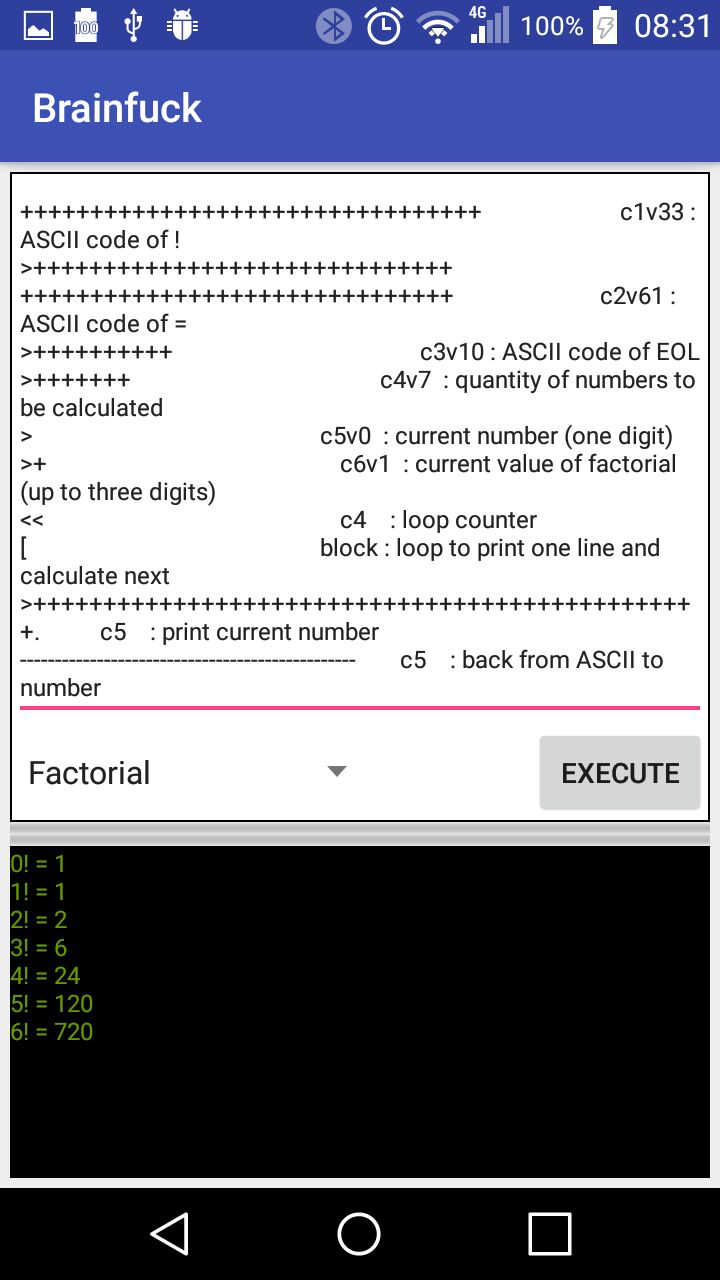 100 4G 100% 08:31
Brainfuck
+++++++++++++++++++++++++++++++++ c1v33 :
ASCII code of !
>++++++++++++++++++++++++++++++
+++++++++++++++++++++++++++++++ c2v61 :
ASCII code of =
>++++++++++ c3v10 : ASCII code of EOL
>+++++++ c4v7 : quantity of numbers to
be calculated
> c5v0 : current number (one digit)
>+ c6v1 : current value of factorial
(up to three digits)
<< c4 : loop counter
[ block : loop to print one line and
calculate next
>+++++++++++++++++++++++++++++++++++++++++++++++
+. c5 : print current number
------------------------------------------------ c5 : back from ASCII to
number
Factorial EXECUTE
0! = 1
1! = 1
2! = 2
3! = 6
4! = 24
5! = 120
6! = 720